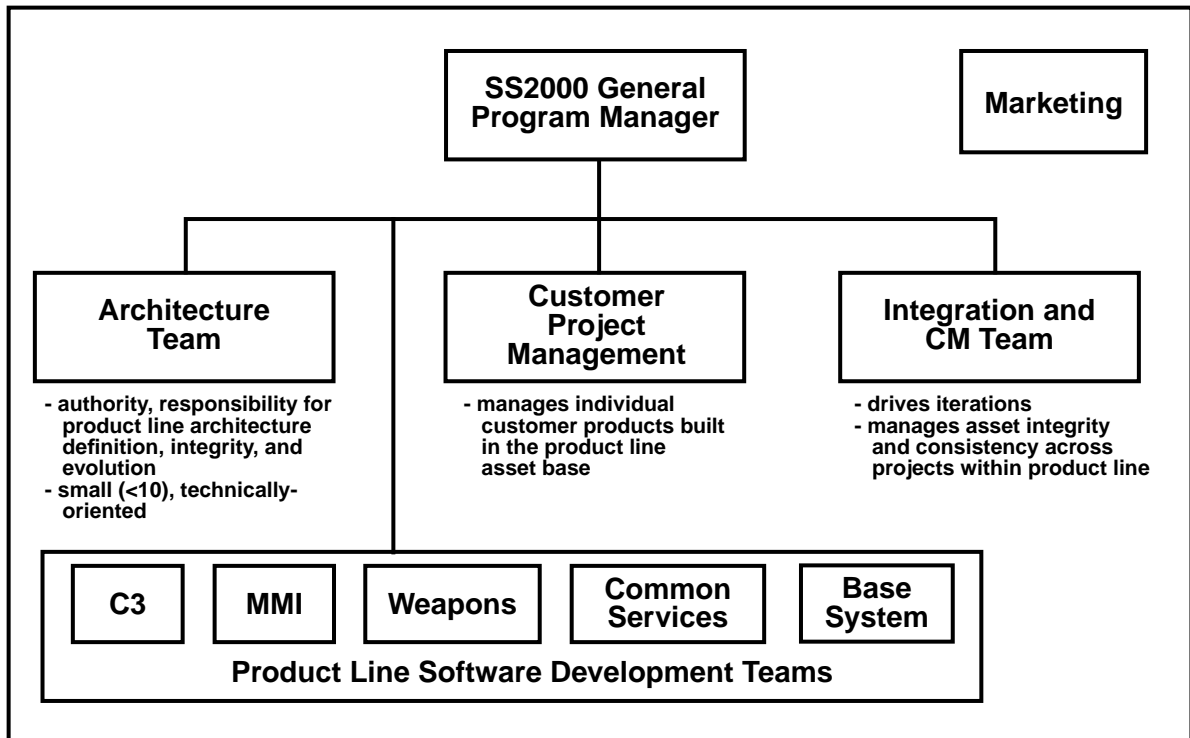 SS2000 General
Program Manager
Marketing
Architecture
Team
- authority, responsibility for
product line architecture
definition, integrity, and
evolution
- small (<10), technically-
oriented
Customer
Project
Management
- manages individual
customer products built
in the product line
asset base
Integration and
CM Team
- drives iterations
- manages asset integrity
and consistency across
projects within product line
C3
MMI
Weapons
Common
Services
Base
System
Product Line Software Development Teams